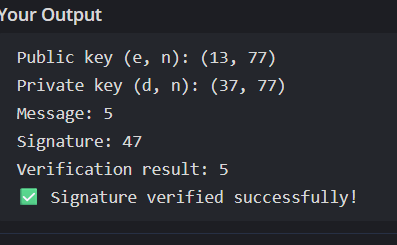 Your Output
Public key (e, n): (13, 77)
Private key (d, n): (37, 77)
Message: 5
Signature: 47
Verification result: 5
✅ Signature verified successfully!